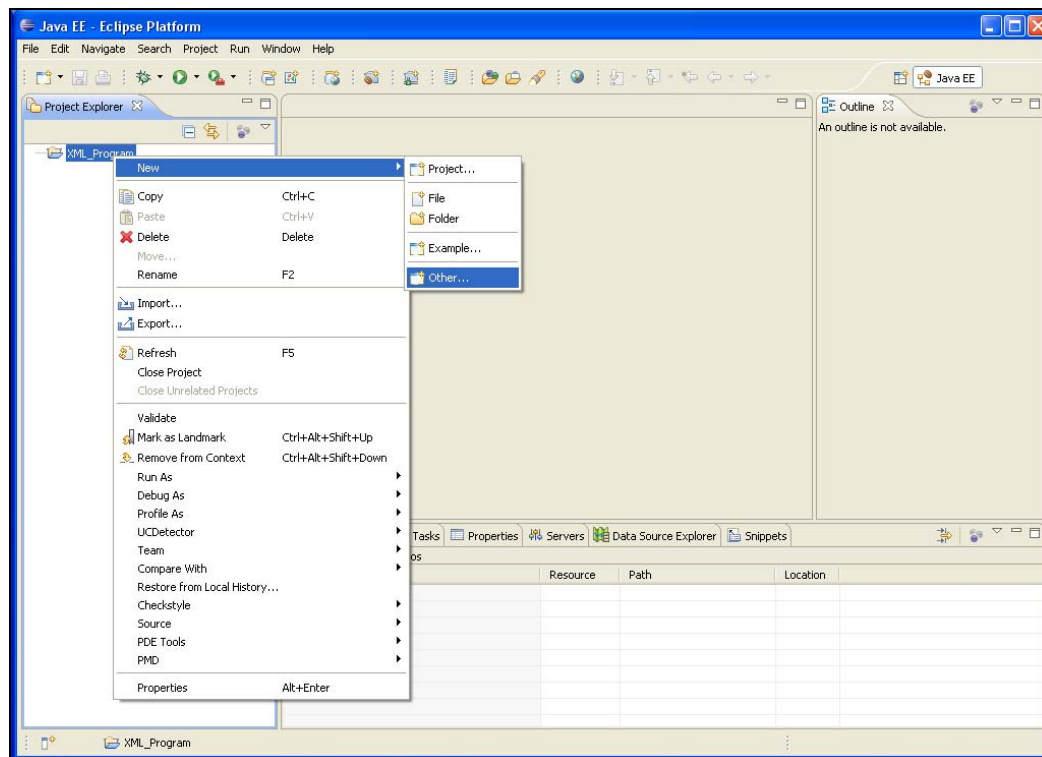 Java EE - Eclipse Platform
File Edit Navigate Search Project Run Window Help
Java EE
Project Explorer
Outline
An outline is not available.
XML_Program
New
Project...
Copy Ctrl+C
File
Paste Ctrl+V
Folder
Delete Delete
Example...
Move...
Rename F2
Other...
Import...
Export...
Refresh F5
Close Project
Close Unrelated Projects
Validate
Mark as Landmark Ctrl+Alt+Shift+Up
Remove from Context Ctrl+Alt+Shift+Down
Run As
Debug As
Profile As
UCDetector
Tasks Properties Servers Data Source Explorer Snippets
Team
os
Compare With
Resource Path Location
Restore from Local History...
Checkstyle
Source
PDE Tools
PMD
Properties Alt+Enter
XML_Program